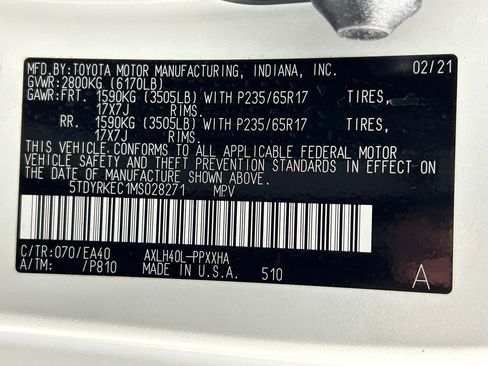 MFD.BY:TOYOTA MOTOR MANUFACTURING, INDIANA, INC. 02/21
GVWR:2800KG (6170LB)
GAWR:FRT. 1590KG (3505LB) WITH P235/65R17 TIRES,
17X7J RIMS.
RR. 1590KG (3505LB) WITH P235/65R17 TIRES,
17X7J RIMS.
THIS VEHICLE CONFORMS TO ALL APPLICABLE FEDERAL MOTOR
VEHICLE SAFETY AND THEFT PREVENTION STANDARDS IN EFFECT ON
THE DATE OF MANUFACTURE SHOWN ABOVE.
5TDYRKEC1MS028271 MPV
C/TR:070/EA40 AXLH40L-PPXXHA
A/TM: /P810 MADE IN U.S.A. 510 A